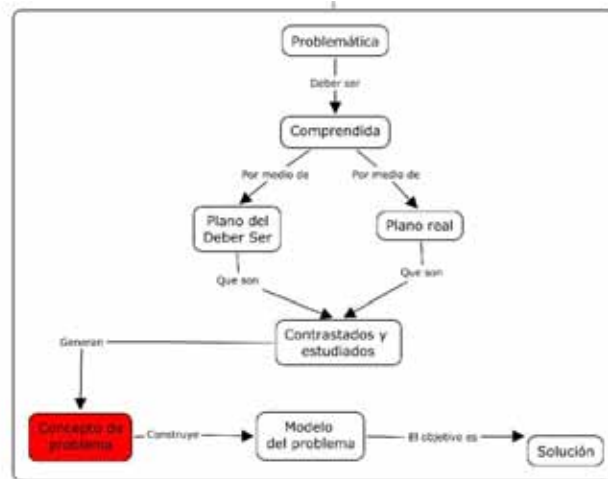 Problemática
Deber ser
Comprendida
Por medio de
Por medio de
Plano del
Deber Ser
Plano real
Que son
Que son
Contrastados y
estudiados
Generan
Concepto de
problema
Construye
Modelo
del problema
El objetivo es
Solución